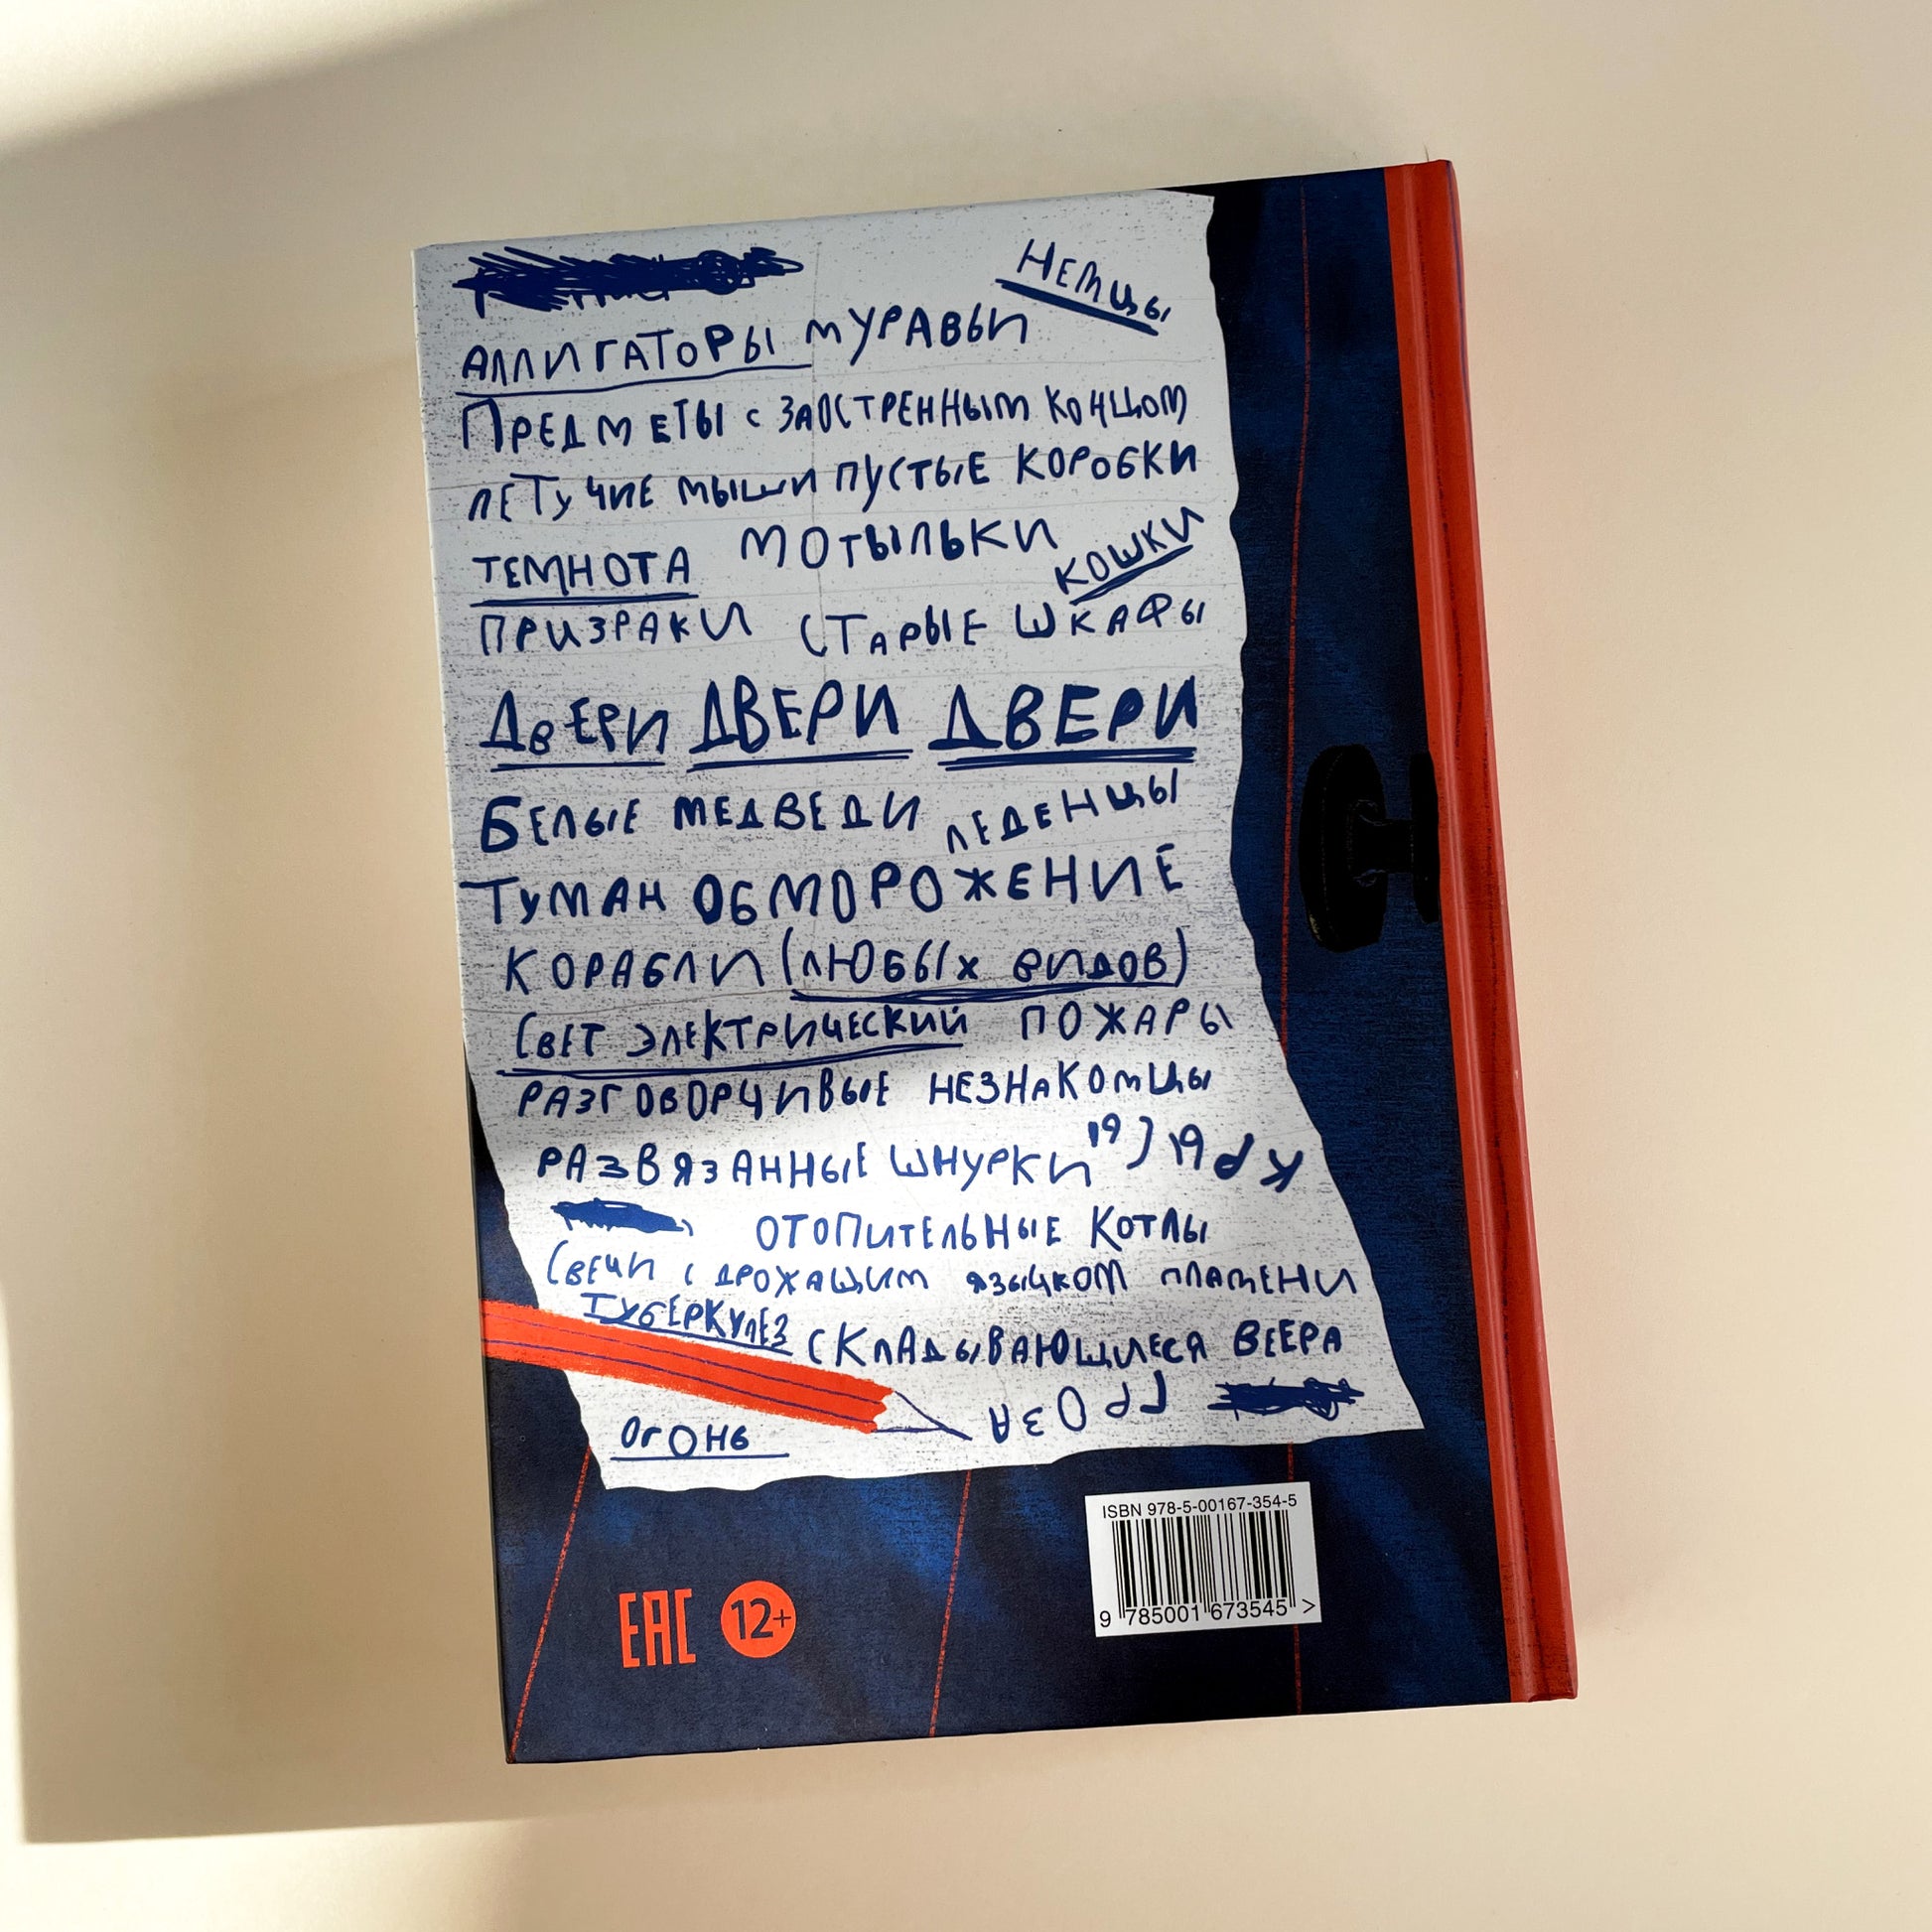 НЕМЦЫ
АЛЛИГАТОРЫ МУРАВЬИ
ПРЕДМЕТЫ С ЗАОСТРЕННЫМ КОНЦОМ
ЛЕТУЧИЕ МЫШИ ПУСТЫЕ КОРОБКИ
ТЕМНОТА МОТЫЛЬКИ КОШКИ
ПРИЗРАКИ СТАРЫЕ ШКАФЫ
ДВЕРИ ДВЕРИ ДВЕРИ
БЕЛЫЕ МЕДВЕДИ ЛЕДЕНЦЫ
ТУМАН ОБМОРОЖЕНИЕ
КОРАБЛИ (ЛЮБЫХ ВИДОВ)
СВЕТ ЭЛЕКТРИЧЕСКИЙ ПОЖАРЫ
РАЗГОВОРЧИВЫЕ НЕЗНАКОМЦЫ
РАЗВЯЗАННЫЕ ШНУРКИ КРЫСЫ
ОТОПИТЕЛЬНЫЕ КОТЛЫ
СВЕЧИ С ДРОЖАЩИМ ЯЗЫЧКОМ ПЛАМЕНИ
ТУБЕРКУЛЕЗ СКЛАДЫВАЮЩИЕСЯ ВЕЕРА
ОГОНЬ ГРОЗА
ISBN 978-5-00167-354-5
9 785001 673545 >
ЕАС 12+